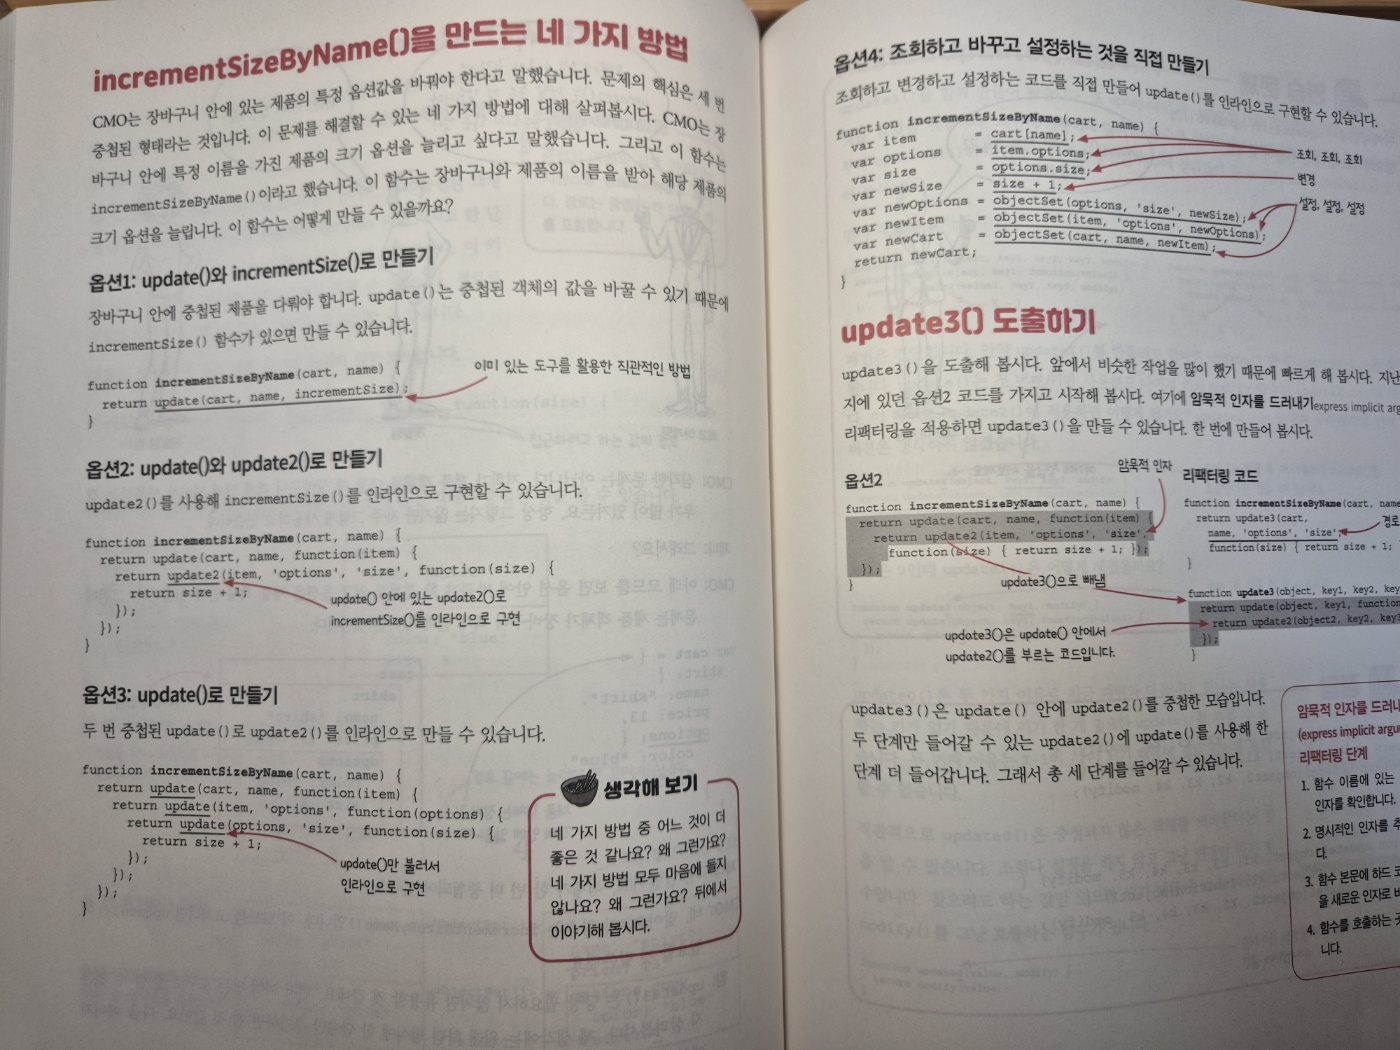 incrementSizeByName()을 만드는 네 가지 방법
CMO는 장바구니 안에 있는 제품의 특정 옵션값을 바꿔야 한다고 말했습니다. 문제의 핵심은 세 번
중첩된 형태라는 것입니다. 이 문제를 해결할 수 있는 네 가지 방법에 대해 살펴봅시다. CMO는 장
바구니 안에 특정 이름을 가진 제품의 크기 옵션을 늘리고 싶다고 말했습니다. 그리고 이 함수는
incrementSizeByName()이라고 했습니다. 이 함수는 장바구니와 제품의 이름을 받아 해당 제품의
크기 옵션을 늘립니다. 이 함수는 어떻게 만들 수 있을까요?
옵션1: update()와 incrementSize()로 만들기
장바구니 안에 중첩된 제품을 다뤄야 합니다. update()는 중첩된 객체의 값을 바꿀 수 있기 때문에
incrementSize() 함수가 있으면 만들 수 있습니다.
function incrementSizeByName(cart, name) {
return update(cart, name, incrementSize);
}
이미 있는 도구를 활용한 직관적인 방법
옵션2: update()와 update2()로 만들기
update2()를 사용해 incrementSize()를 인라인으로 구현할 수 있습니다.
function incrementSizeByName(cart, name) {
return update(cart, name, function(item) {
return update2(item, 'options', 'size', function(size) {
return size + 1;
});
});
}
update() 안에 있는 update2()로
incrementSize()를 인라인으로 구현
옵션3: update()로 만들기
두 번 중첩된 update()로 update2()를 인라인으로 만들 수 있습니다.
function incrementSizeByName(cart, name) {
return update(cart, name, function(item) {
return update(item, 'options', function(options) {
return update(options, 'size', function(size) {
return size + 1;
});
});
});
}
update()만 불러서
인라인으로 구현
생각해 보기
네 가지 방법 중 어느 것이 더
좋은 것 같나요? 왜 그런가요?
네 가지 방법 모두 마음에 들지
않나요? 왜 그런가요? 뒤에서
이야기해 봅시다.
옵션4: 조회하고 바꾸고 설정하는 것을 직접 만들기
조회하고 변경하고 설정하는 코드를 직접 만들어 update()를 인라인으로 구현할 수 있습니다.
function incrementSizeByName(cart, name) {
var item = cart[name];
var options = item.options;
var size = options.size;
var newSize = size + 1;
var newOptions = objectSet(options, 'size', newSize);
var newItem = objectSet(item, 'options', newOptions);
var newCart = objectSet(cart, name, newItem);
return newCart;
}
조회, 조회, 조회
변경
설정, 설정, 설정
update3() 도출하기
update3()을 도출해 봅시다. 앞에서 비슷한 작업을 많이 했기 때문에 빠르게 해 봅시다. 지난
지에 있던 옵션2 코드를 가지고 시작해 봅시다. 여기에 암묵적 인자를 드러내기express implicit
리팩터링을 적용하면 update3()을 만들 수 있습니다. 한 번에 만들어 봅시다.
옵션2
암묵적 인자
function incrementSizeByName(cart, name) {
return update(cart, name, function(item) {
return update2(item, 'options', 'size',
function(size) { return size + 1; });
});
}
리팩터링 코드
function incrementSizeByName(cart,
return update3(cart,
name, 'options', 'size',
function(size) { return size + 1;
}
경로
update3()으로 빼냄
function update3(object, key1, key2,
return update(object, key1,
return update2(object2, key2,
});
}
update3()은 update() 안에서
update2()를 부르는 코드입니다.
update3()은 update() 안에 update2()를 중첩한 모습입니다.
두 단계만 들어갈 수 있는 update2()에 update()를 사용해 한
단계 더 들어갑니다. 그래서 총 세 단계를 들어갈 수 있습니다.
암묵적 인자를
(express implicit
리팩터링 단계
1. 함수 이름에 있는
인자를 확인합니다.
2. 명시적인 인자를
다.
3. 함수 본문에 하드
을 새로운 인자로
4. 함수를 호출하는
니다.